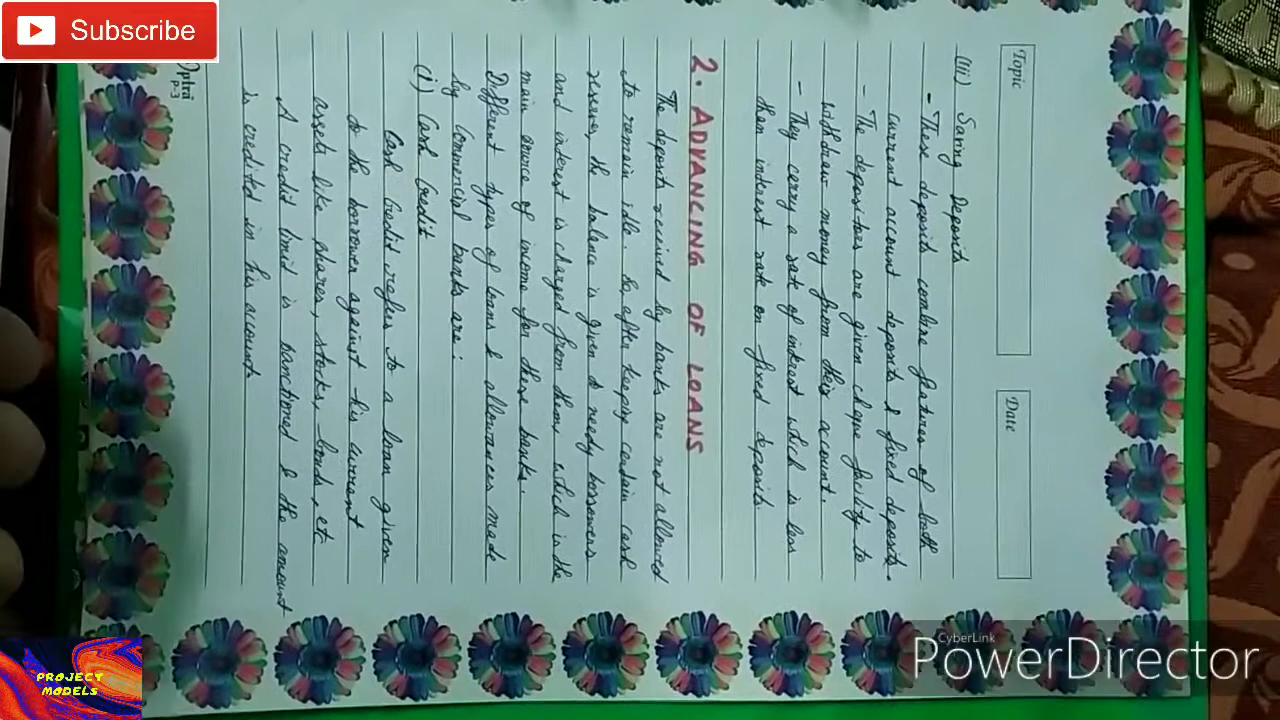 Subscribe
Topic
Date
(iii) Saving Deposits
- These deposits combine features of both
current account deposits & fixed deposits.
- The depositors are given cheque facility to
withdraw money from their account.
- They carry a rate of interest which is less
then interest rate on fixed deposits.
2. ADVANCING OF LOANS
The deposits received by banks are not allowed
to remain idle. So, after keeping certain cash
reserves, the balance is given to needy borrowers
and interest is charged from them, which is the
main source of income for these banks.
Different types of loans & allowances made
by commercial banks are:
(i) Cash Credit
Cash Credit refers to a loan given
to the borrower against his current
assets like shares, stocks, bonds, etc
A credit limit is sanctioned & the amount
is credited in his account.
P-3
PROJECT
MODELS
CyberLink
PowerDirector